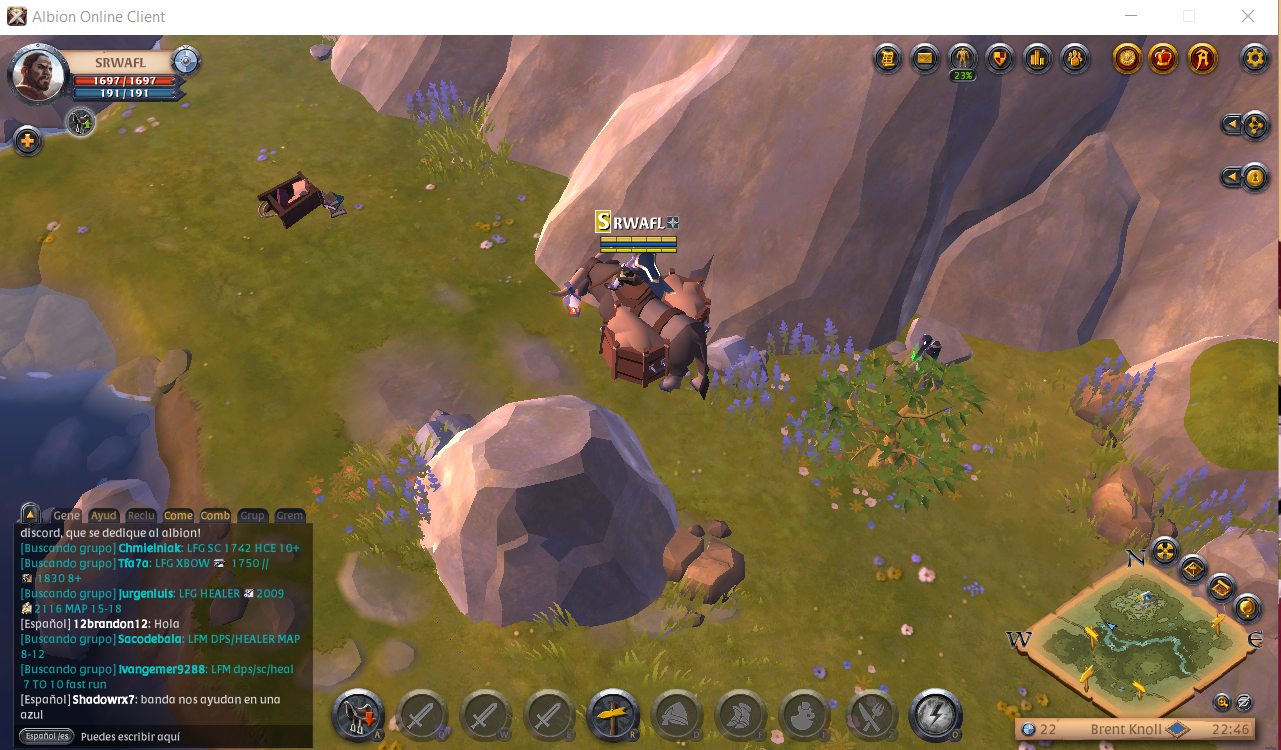 Albion Online Client
SRWAFL
1697 / 1697
191 / 191
23%
SRWAFL
Gene Ayud Reclu Come Comb Grup Grem
discord, que se dedique al albion!
[Buscando grupo] Chmielniak: LFG SC 1742 HCE 10+
[Buscando grupo] Tfa7a: LFG XBOW 1750 //
1830 8+
[Buscando grupo] jurgenluis: LFG HEALER 2009
2116 MAP 15-18
[Español] 12brandon12: Hola
[Buscando grupo] Sacodebala: LFM DPS/HEALER MAP
8-12
[Buscando grupo] Ivangemer9288: LFM dps/sc/heal
7 TO 10 fast run
[Español] Shadowrx7: banda nos ayudan en una
azul
Español /es Puedes escribir aquí
A Q W E R D F 1 2 O
N
W E
22 Brent Knoll 22:46